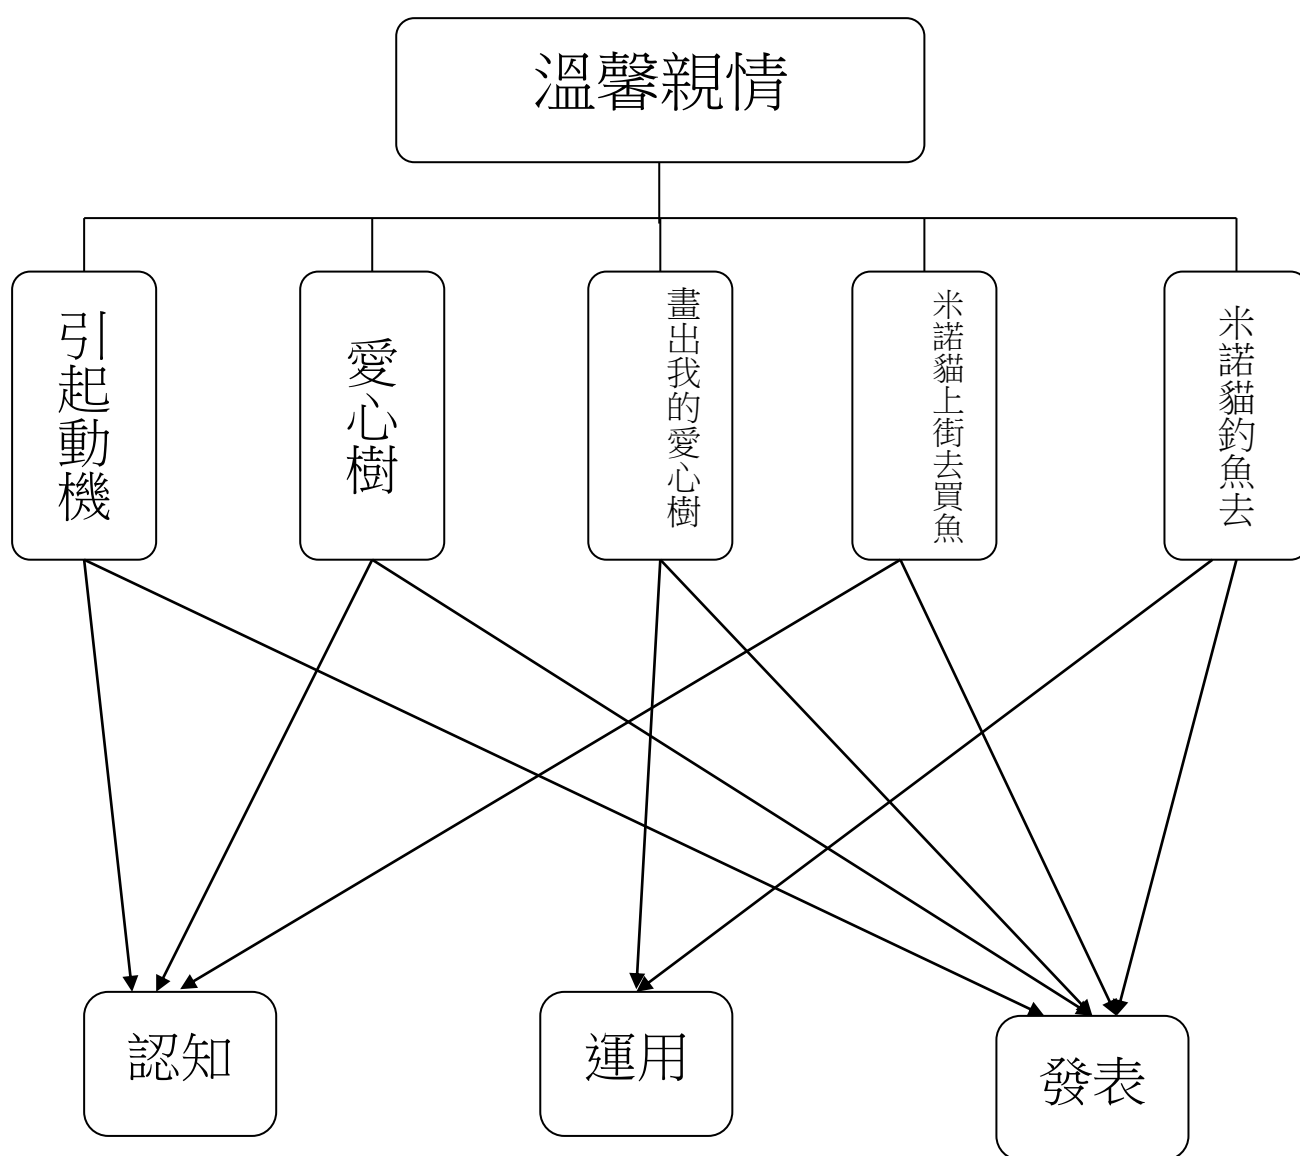 溫馨親情
引起動機
愛心樹
畫出我的愛心樹
米諾貓上街去買魚
米諾貓釣魚去
認知
運用
發表